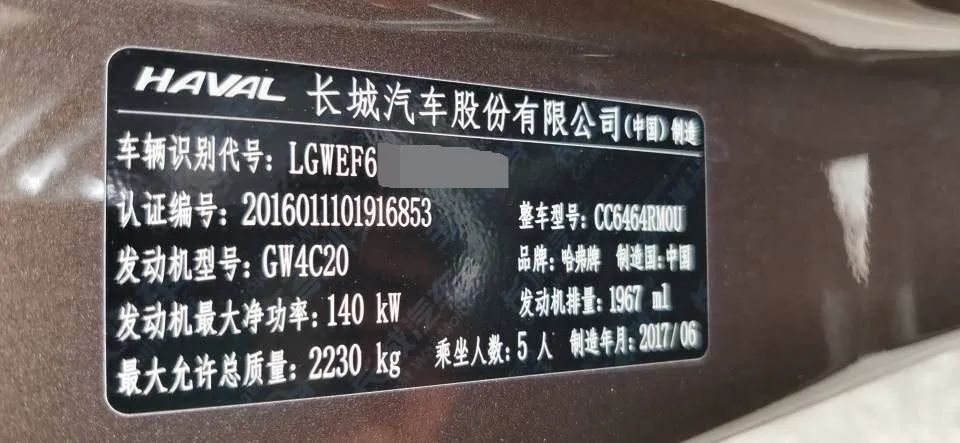 HAVAL 长城汽车股份有限公司(中国)制造
车辆识别代号: LGWEF6
认证编号: 2016011101916853 整车型号: CC6464RM0U
发动机型号: GW4C20 品牌: 哈弗牌 制造国: 中国
发动机最大净功率: 140 kW 发动机排量: 1967 ml
最大允许总质量: 2230 kg 乘坐人数: 5 人 制造年月: 2017/06